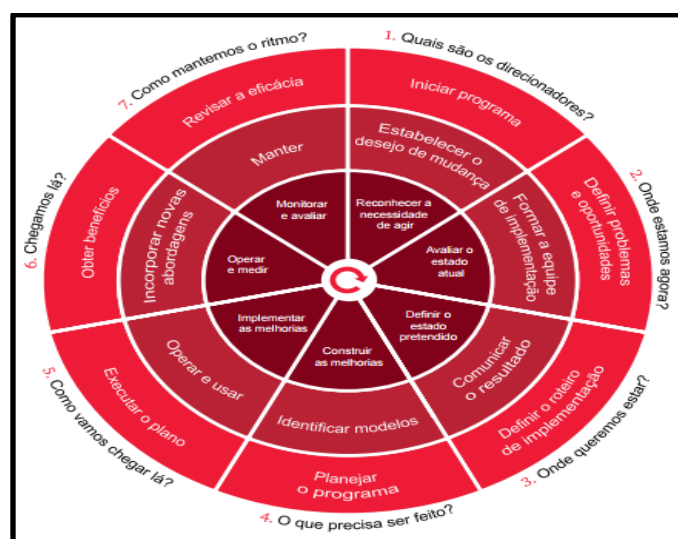 1. Quais são os direcionadores?
Iniciar programa
Estabelecer o
desejo de mudança
Reconhecer a
necessidade
de agir
2. Onde estamos agora?
Definir problemas
e oportunidades
Formar a equipe
de implementação
Avaliar o
estado
atual
3. Onde queremos estar?
Definir o roteiro
de implementação
Comunicar
o resultado
Definir o
estado
pretendido
4. O que precisa ser feito?
Planejar
o programa
Identificar modelos
Construir
as melhorias
5. Como vamos chegar lá?
Executar o plano
Operar e usar
Implementar
as melhorias
6. Chegamos lá?
Obter benefícios
Incorporar novas
abordagens
Operar
e medir
7. Como mantemos o ritmo?
Revisar a eficácia
Manter
Monitorar
e avaliar